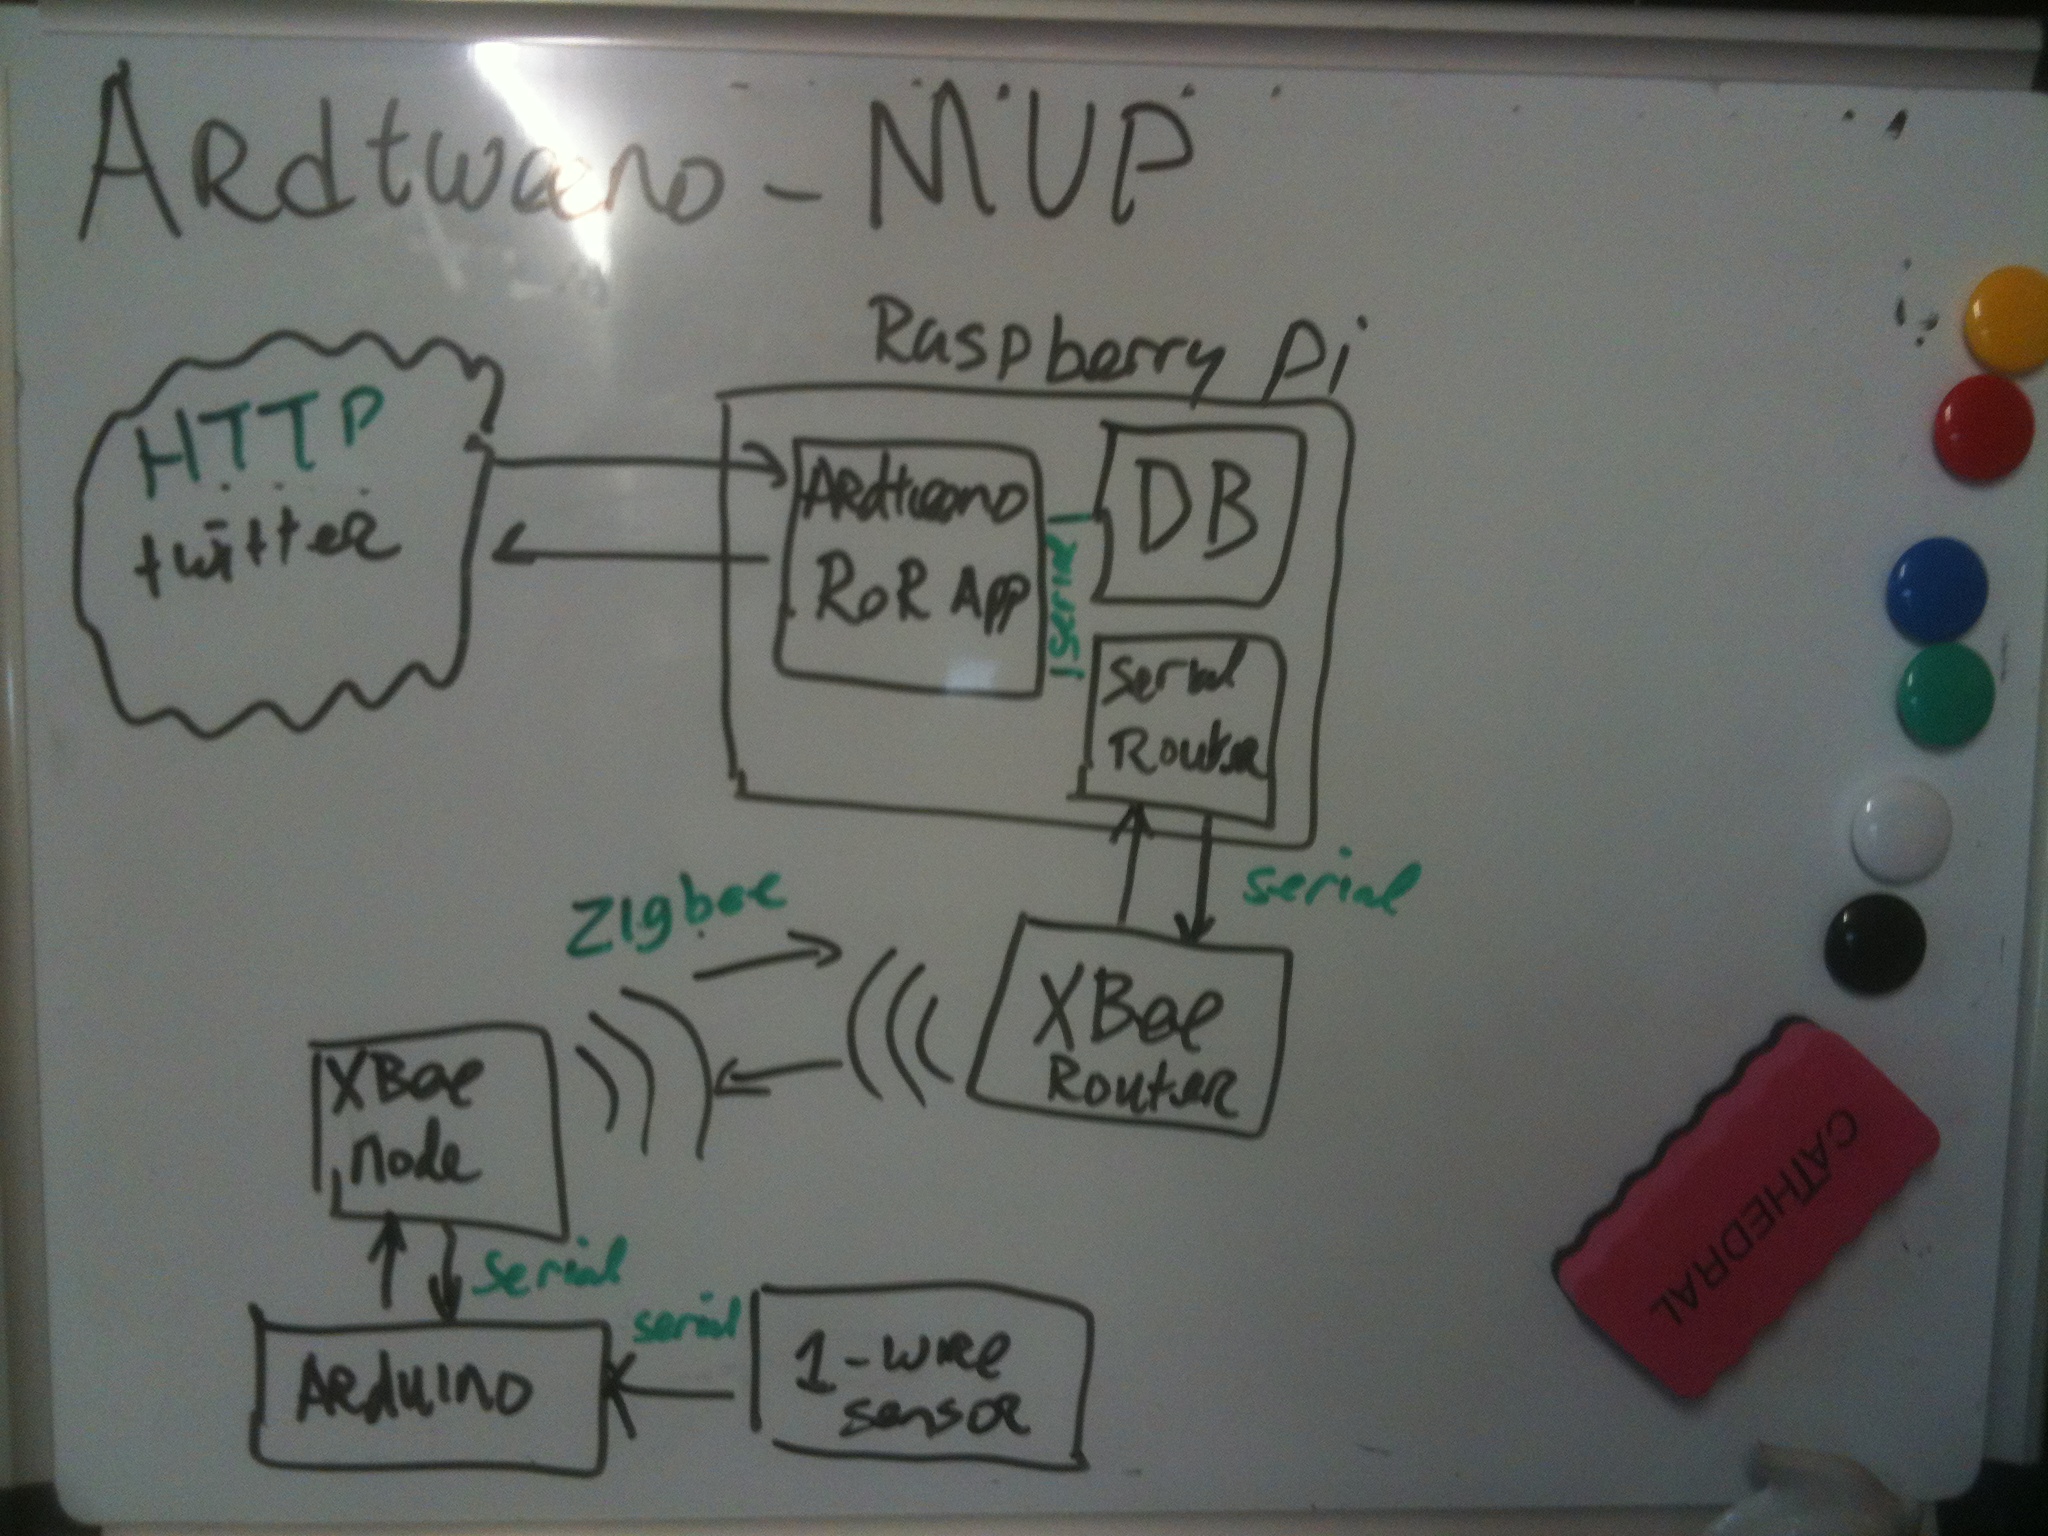 ARdtweeno - MVP
Raspberry Pi
HTTP
twitter
ARdtweeno
RoR App
serial
DB
serial
Router
serial
Zigbee
XBee
Router
XBee
node
serial
serial
Arduino
1-wire
sensor
CATHEDRAL